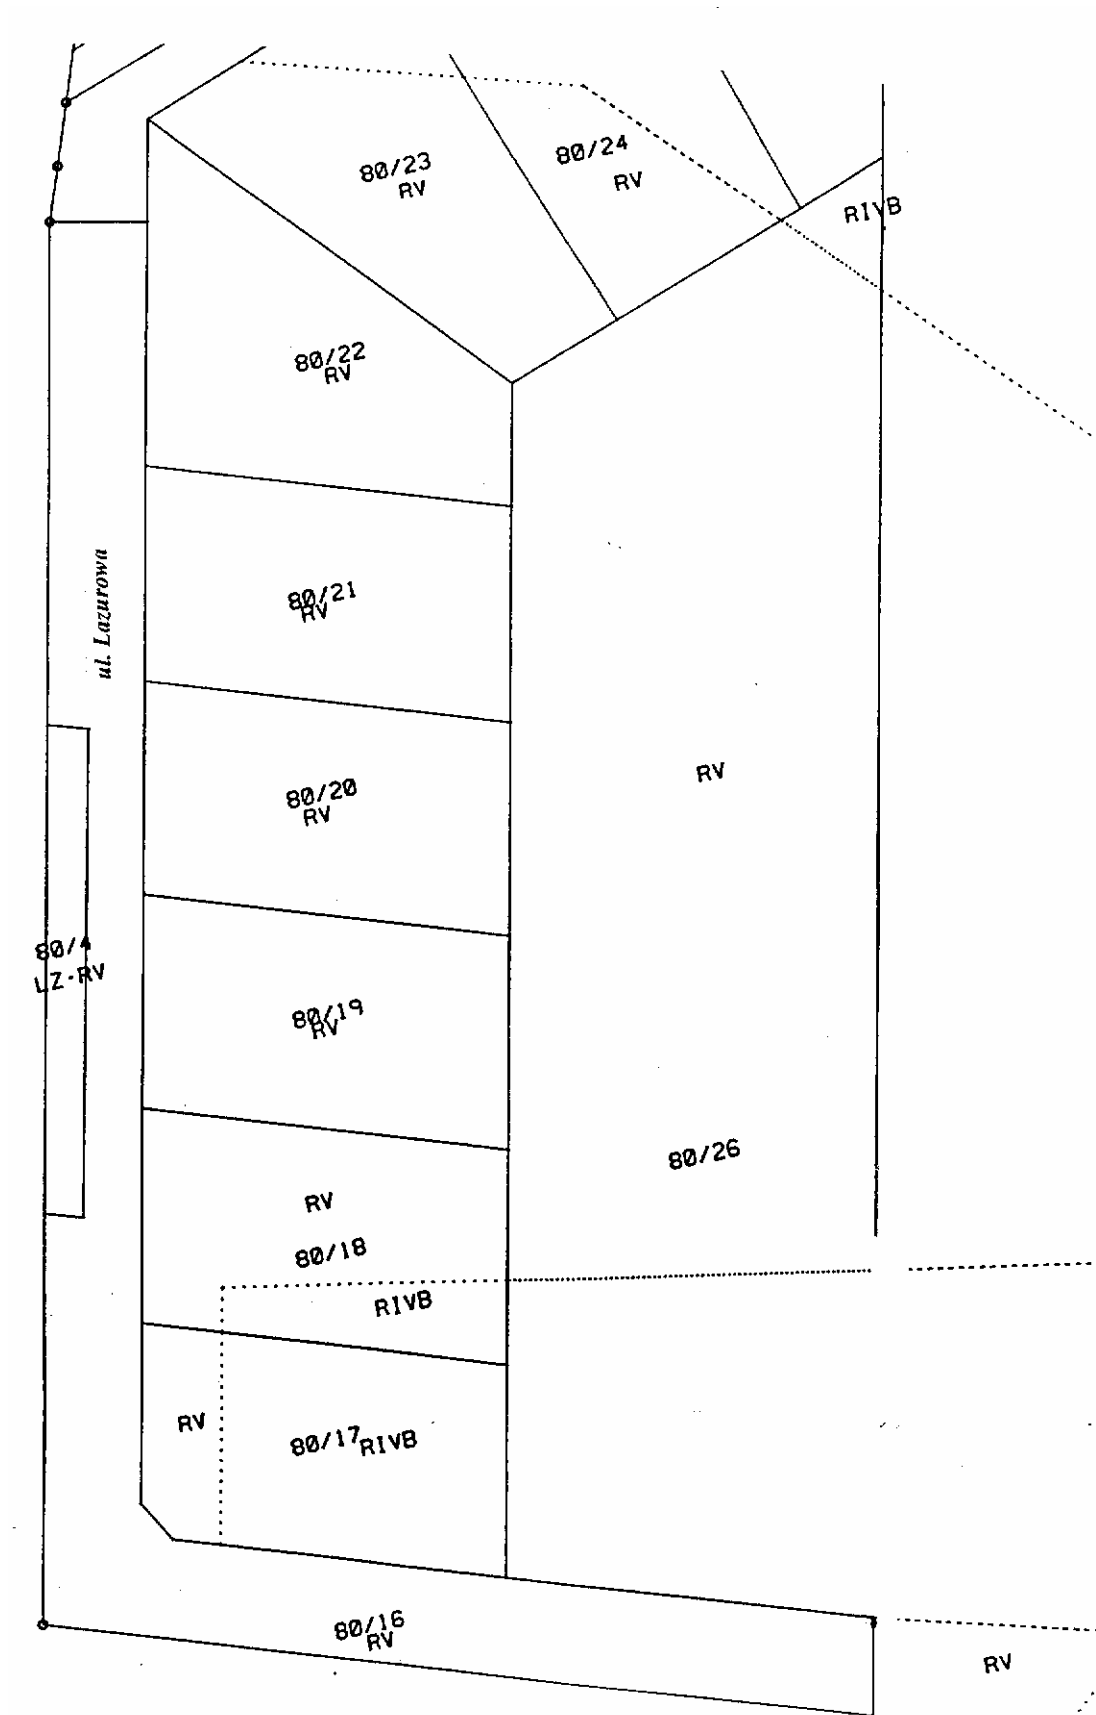 80/23
RV
80/24
RV
RIVB
80/22
RV
ul. Lazurowa
80/21
RV
80/20
RV
RV
80/4
LZ-RV
80/19
RV
80/26
RV
80/18
RIVB
RV
80/17
RIVB
80/16
RV
RV